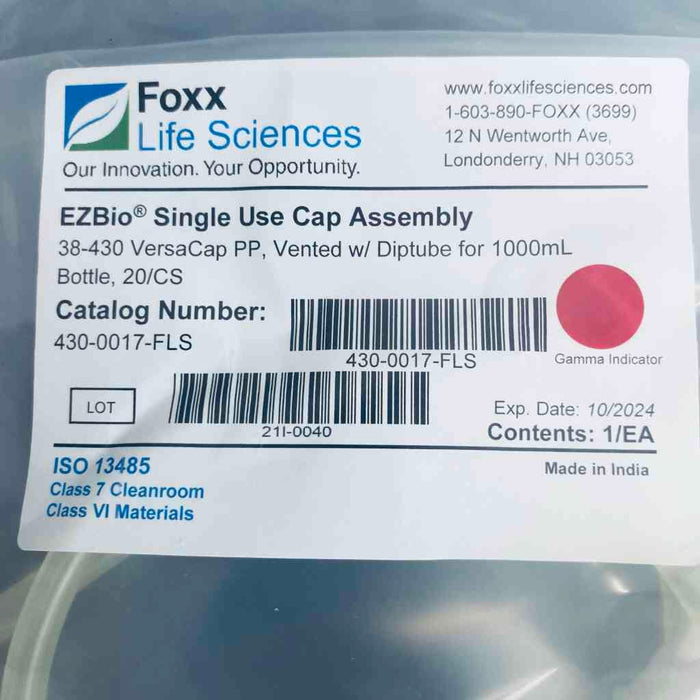 Foxx
Life Sciences
Our Innovation. Your Opportunity.
www.foxxlifesciences.com
1-603-890-FOXX (3699)
12 N Wentworth Ave,
Londonderry, NH 03053
EZBio® Single Use Cap Assembly
38-430 VersaCap PP, Vented w/ Diptube for 1000mL
Bottle, 20/CS
Catalog Number:
430-0017-FLS
430-0017-FLS
Gamma Indicator
LOT
21I-0040
Exp. Date: 10/2024
Contents: 1/EA
ISO 13485
Class 7 Cleanroom
Class VI Materials
Made in India